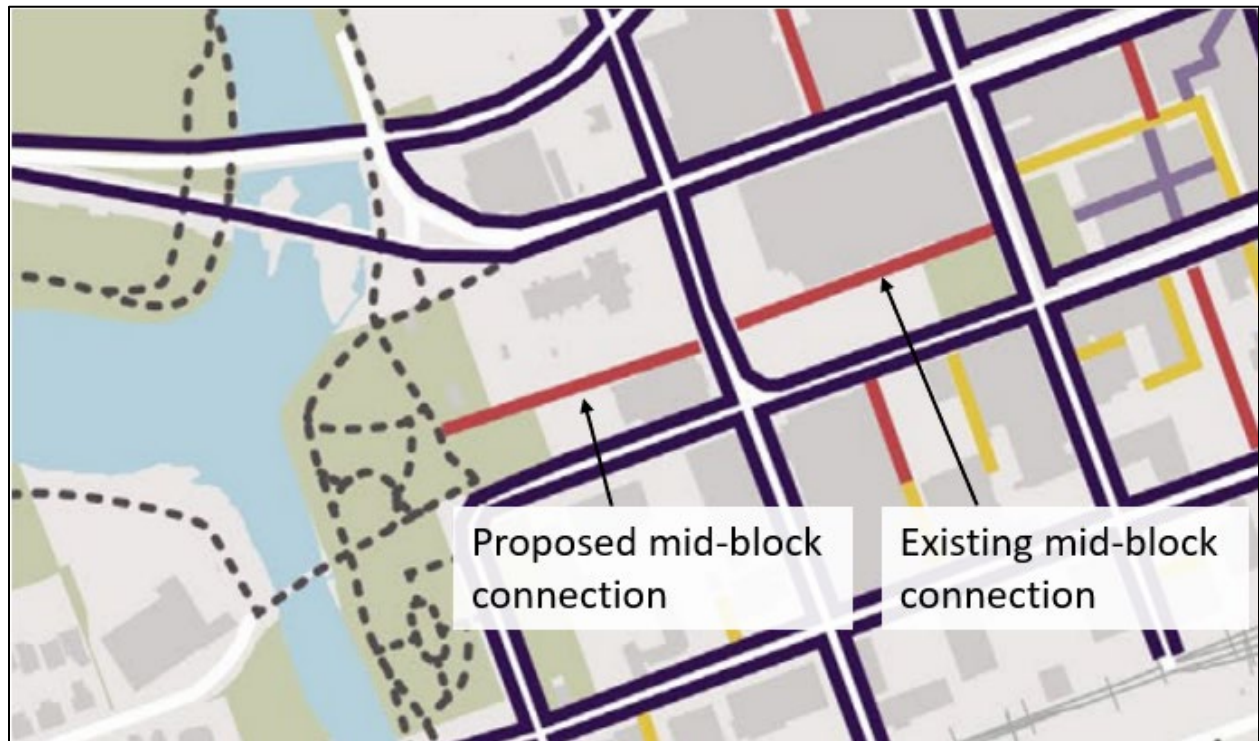 Proposed mid-block
connection
Existing mid-block
connection